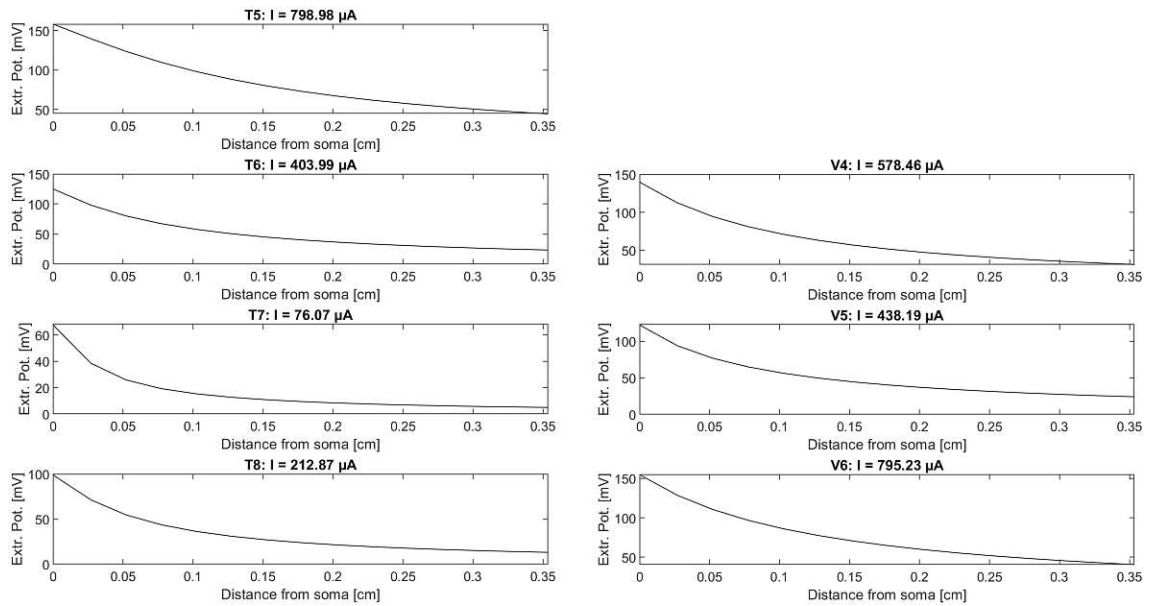 T5: I = 798.98 µA
Extr. Pot. [mV]
150
100
50
0 0.05 0.1 0.15 0.2 0.25 0.3 0.35
Distance from soma [cm]
T6: I = 403.99 µA
Extr. Pot. [mV]
150
100
50
0
0 0.05 0.1 0.15 0.2 0.25 0.3 0.35
Distance from soma [cm]
V4: I = 578.46 µA
Extr. Pot. [mV]
150
100
50
0 0.05 0.1 0.15 0.2 0.25 0.3 0.35
Distance from soma [cm]
T7: I = 76.07 µA
Extr. Pot. [mV]
60
40
20
0
0 0.05 0.1 0.15 0.2 0.25 0.3 0.35
Distance from soma [cm]
V5: I = 438.19 µA
Extr. Pot. [mV]
100
50
0
0 0.05 0.1 0.15 0.2 0.25 0.3 0.35
Distance from soma [cm]
T8: I = 212.87 µA
Extr. Pot. [mV]
100
50
0
0 0.05 0.1 0.15 0.2 0.25 0.3 0.35
Distance from soma [cm]
V6: I = 795.23 µA
Extr. Pot. [mV]
150
100
50
0 0.05 0.1 0.15 0.2 0.25 0.3 0.35
Distance from soma [cm]